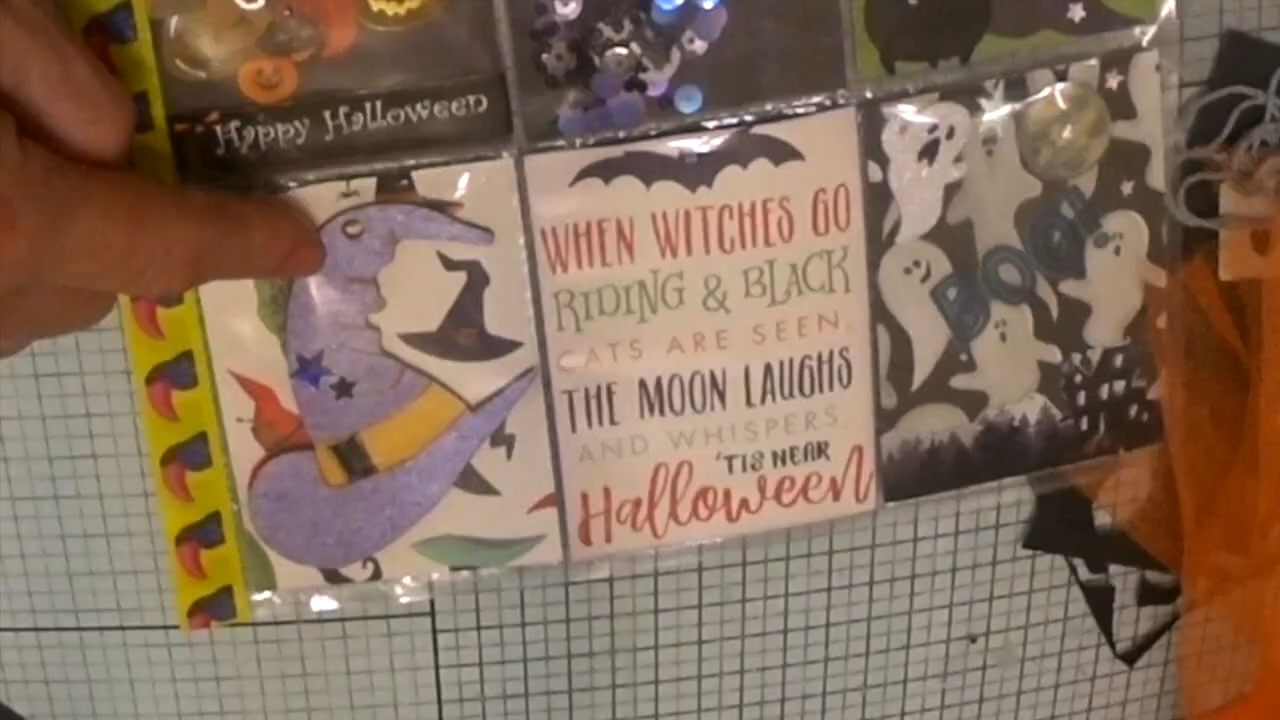 Happy Halloween
WHEN WITCHES GO
RIDING & BLACK
CATS ARE SEEN,
THE MOON LAUGHS
AND WHISPERS,
'TIS NEAR
Halloween
BOO!